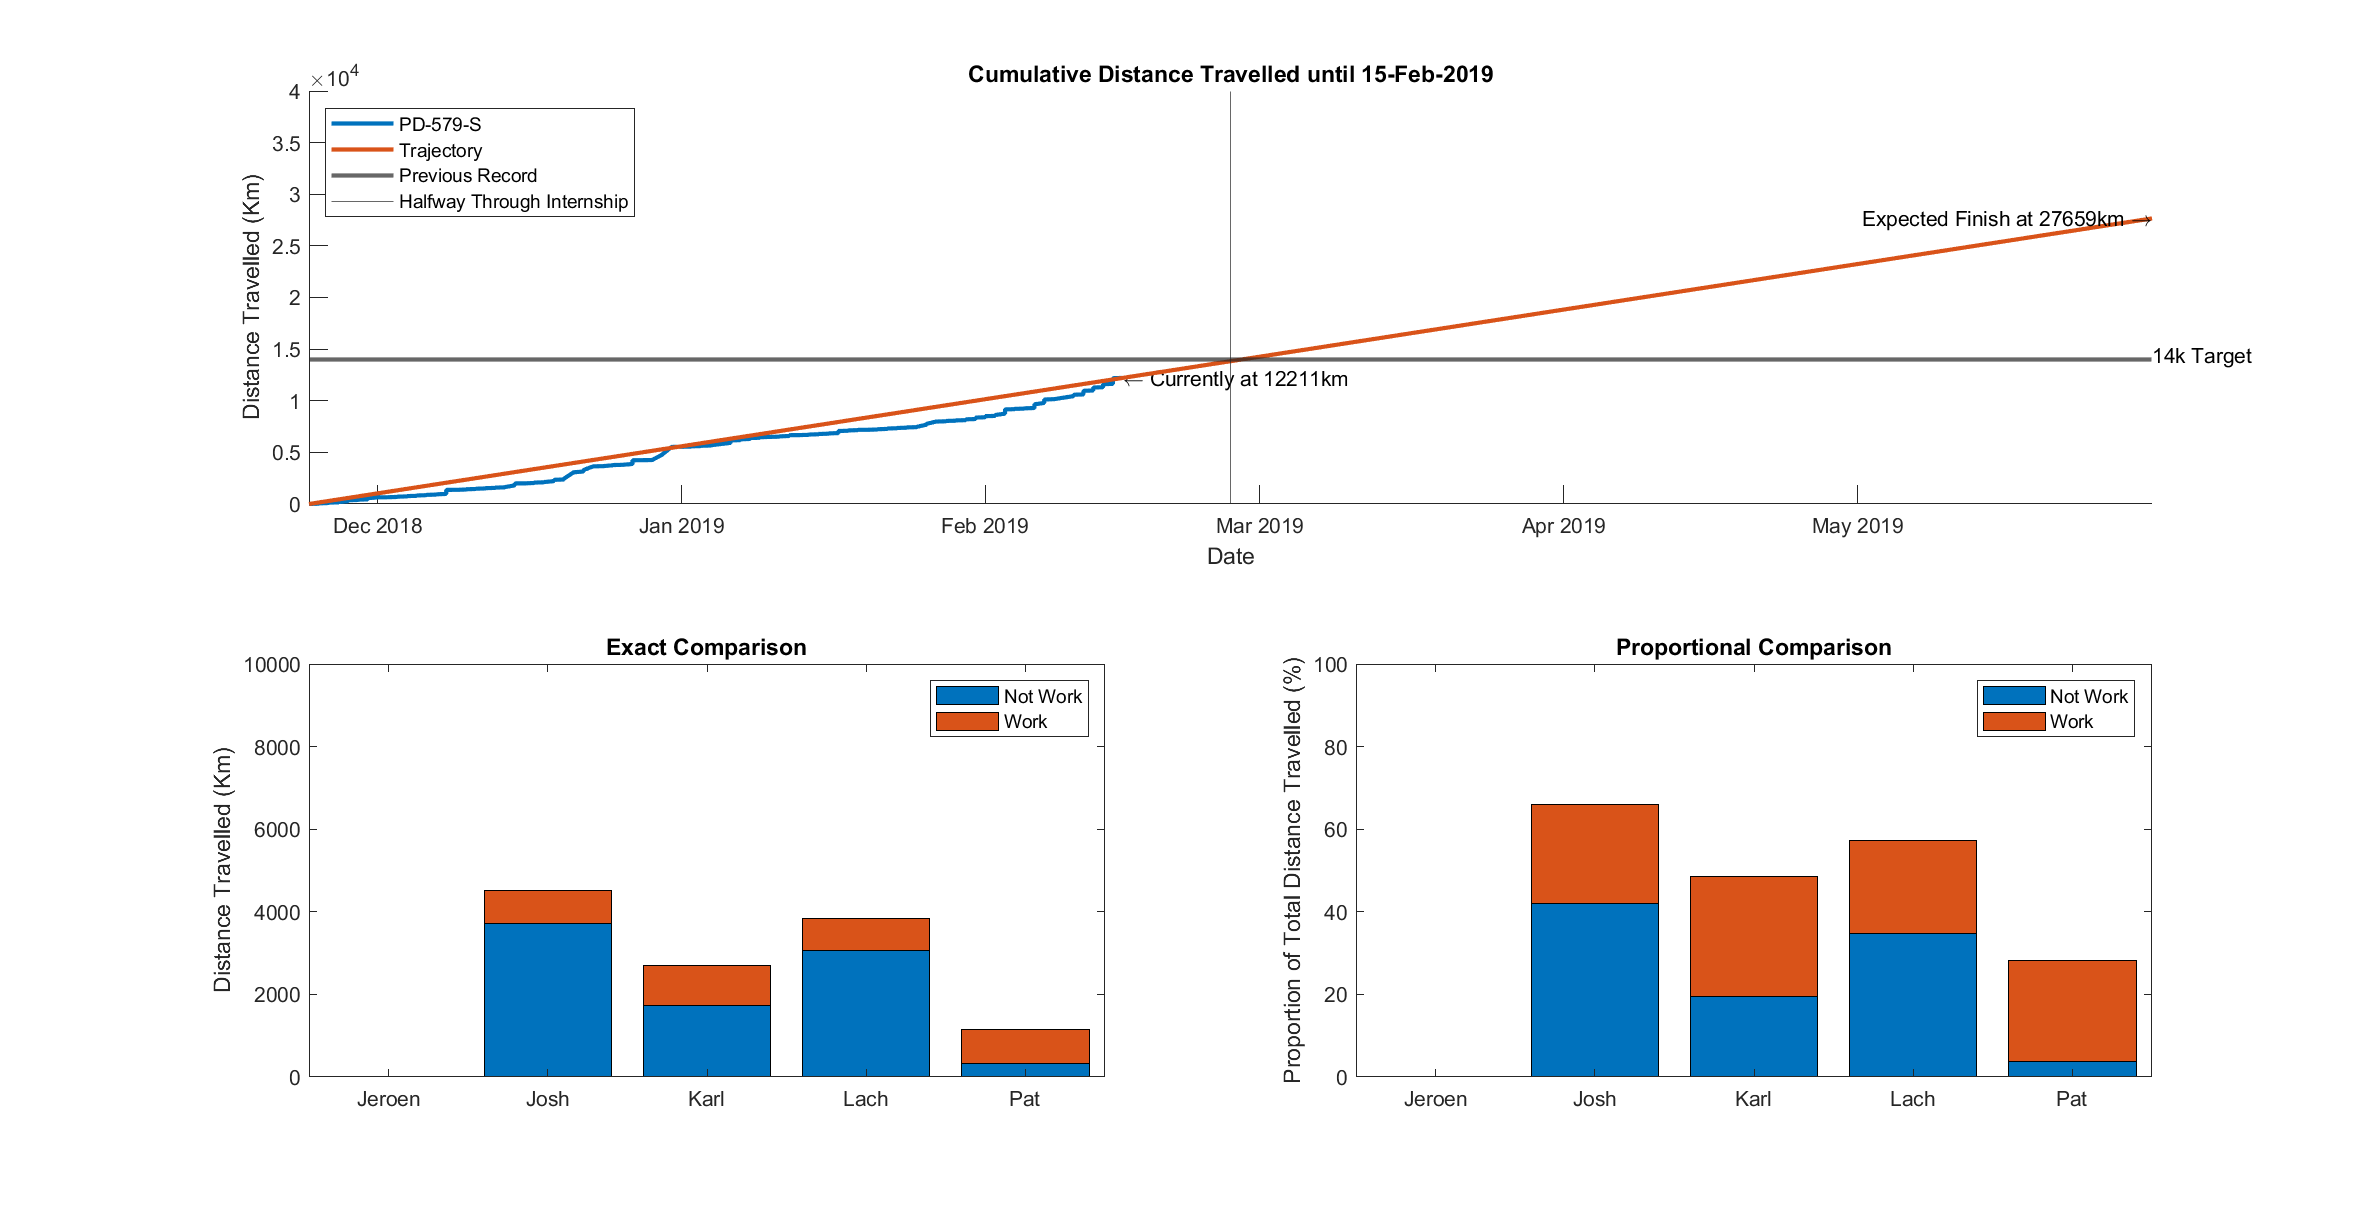 Cumulative Distance Travelled until 15-Feb-2019
×10^4
4
3.5
3
2.5
2
1.5
1
0.5
0
Distance Travelled (Km)
PD-579-S
Trajectory
Previous Record
Halfway Through Internship
Expected Finish at 27659km →
14k Target
← Currently at 12211km
Dec 2018 Jan 2019 Feb 2019 Mar 2019 Apr 2019 May 2019
Date
Exact Comparison
10000
8000
6000
4000
2000
0
Distance Travelled (Km)
Not Work
Work
Jeroen Josh Karl Lach Pat
Proportional Comparison
100
80
60
40
20
0
Proportion of Total Distance Travelled (%)
Not Work
Work
Jeroen Josh Karl Lach Pat